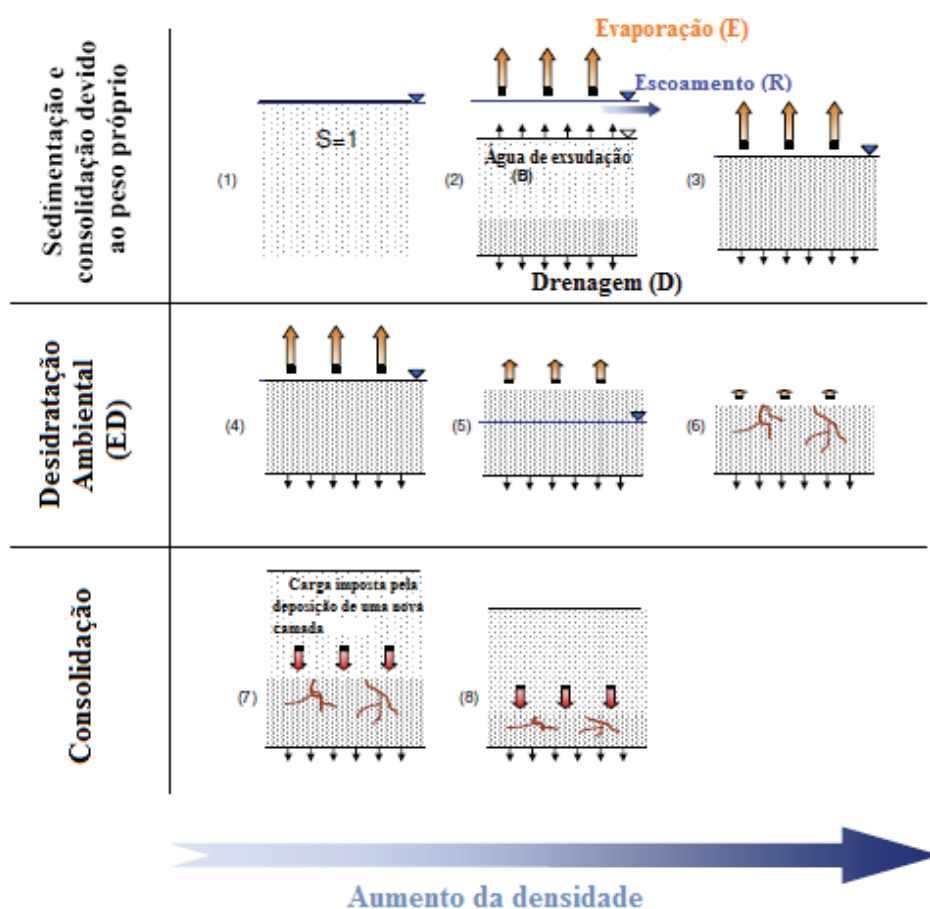 Sedimentação e
consolidação devido
ao peso próprio
(1)
S=1
Evaporação (E)
Escoamento (R)
(2)
Água de exsudação
(B)
Drenagem (D)
(3)
Desidratação
Ambiental
(ED)
(4)
(5)
(6)
Consolidação
Carga imposta pela
deposição de uma nova
camada
(7)
(8)
Aumento da densidade